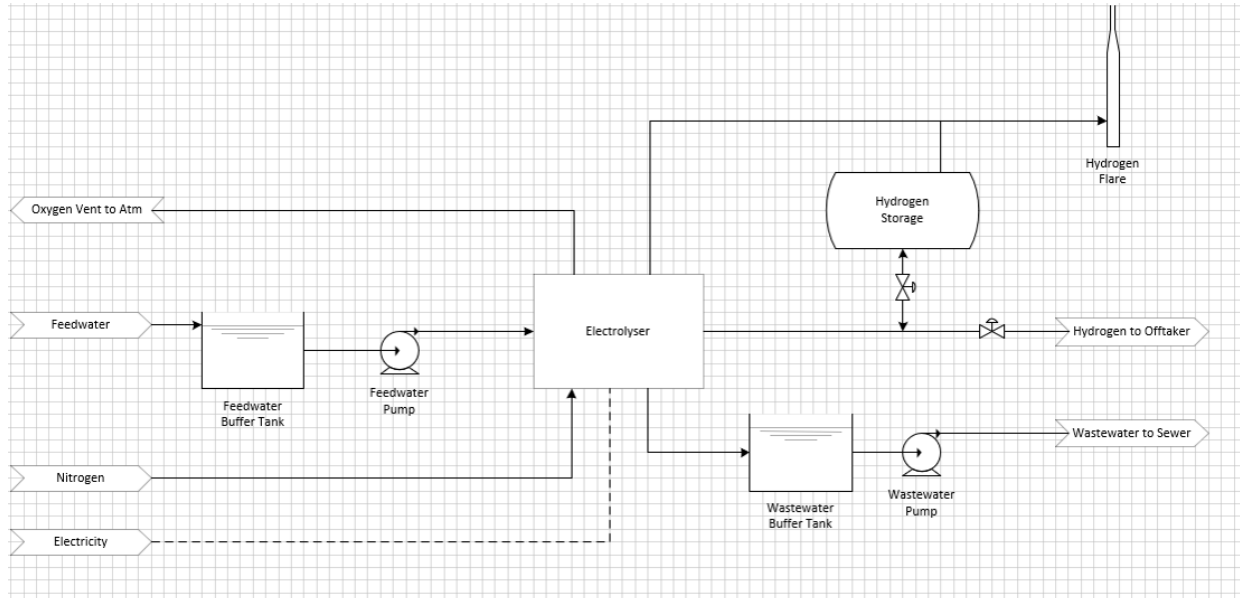 Hydrogen
Flare
Hydrogen
Storage
Oxygen Vent to Atm
Feedwater
Electrolyser
Hydrogen to Offtaker
Feedwater
Buffer Tank
Feedwater
Pump
Wastewater to Sewer
Nitrogen
Wastewater
Buffer Tank
Wastewater
Pump
Electricity